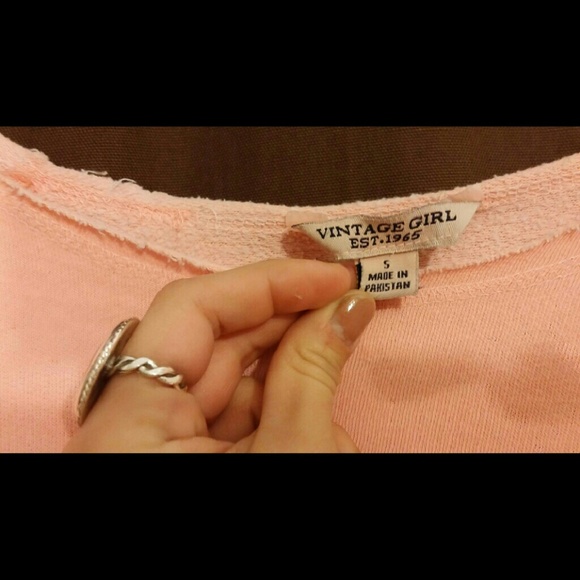 VINTAGE GIRL
EST.1965
S
MADE IN
PAKISTAN